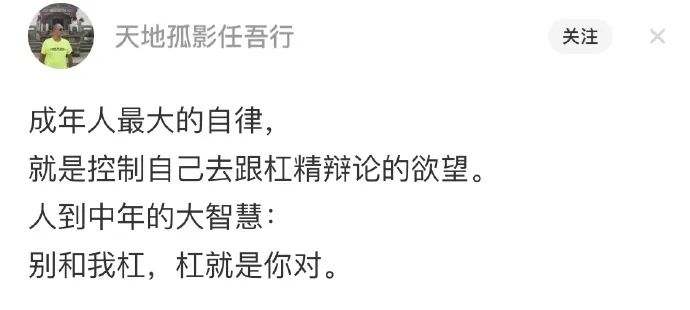 天地孤影任吾行
关注
成年人最大的自律，
就是控制自己去跟杠精辩论的欲望。
人到中年的大智慧：
别和我杠，杠就是你对。